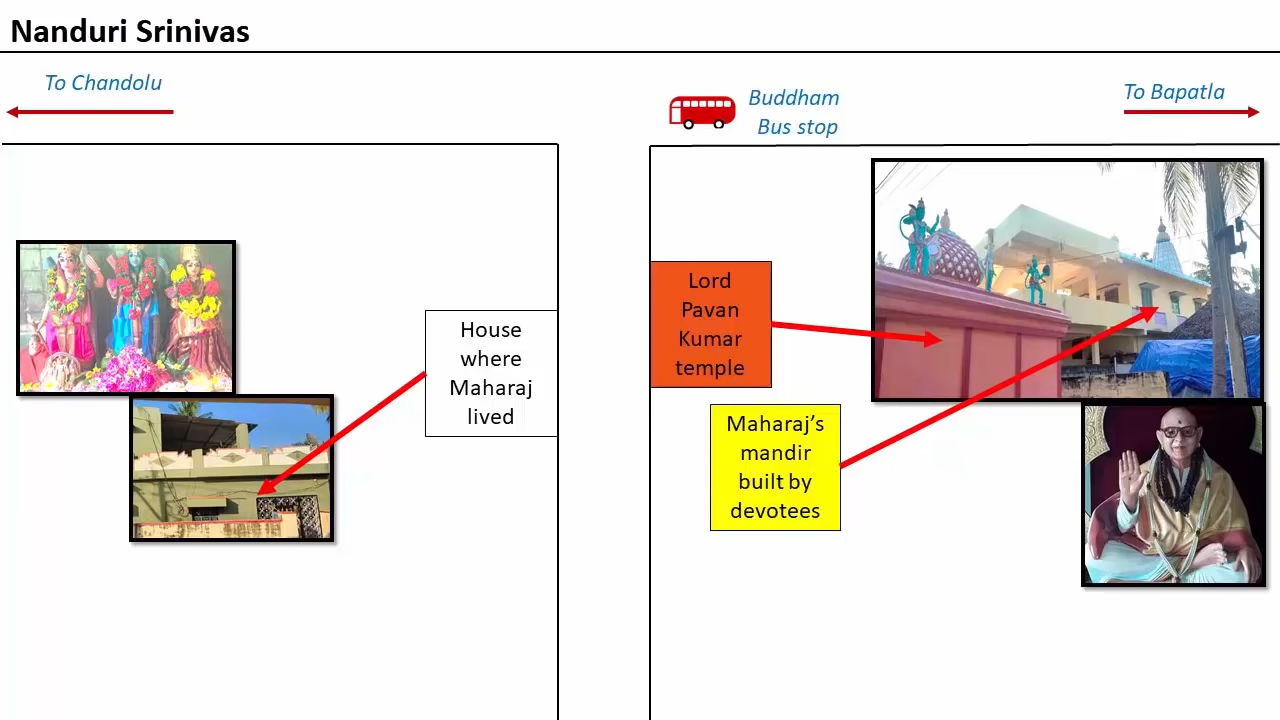 Nanduri Srinivas
To Chandolu
Buddham
Bus stop
To Bapatla
House
where
Maharaj
lived
Lord
Pavan
Kumar
temple
Maharaj’s
mandir
built by
devotees